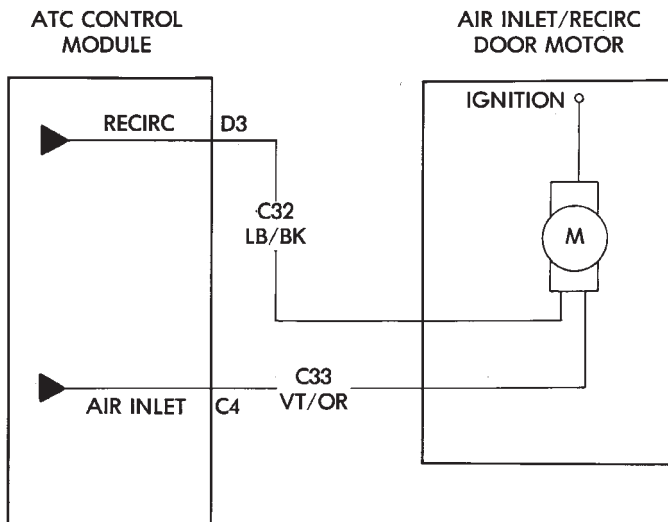 ATC CONTROL
MODULE
AIR INLET/RECIRC
DOOR MOTOR
IGNITION
RECIRC
D3
C32
LB/BK
M
AIR INLET
C4
C33
VT/OR